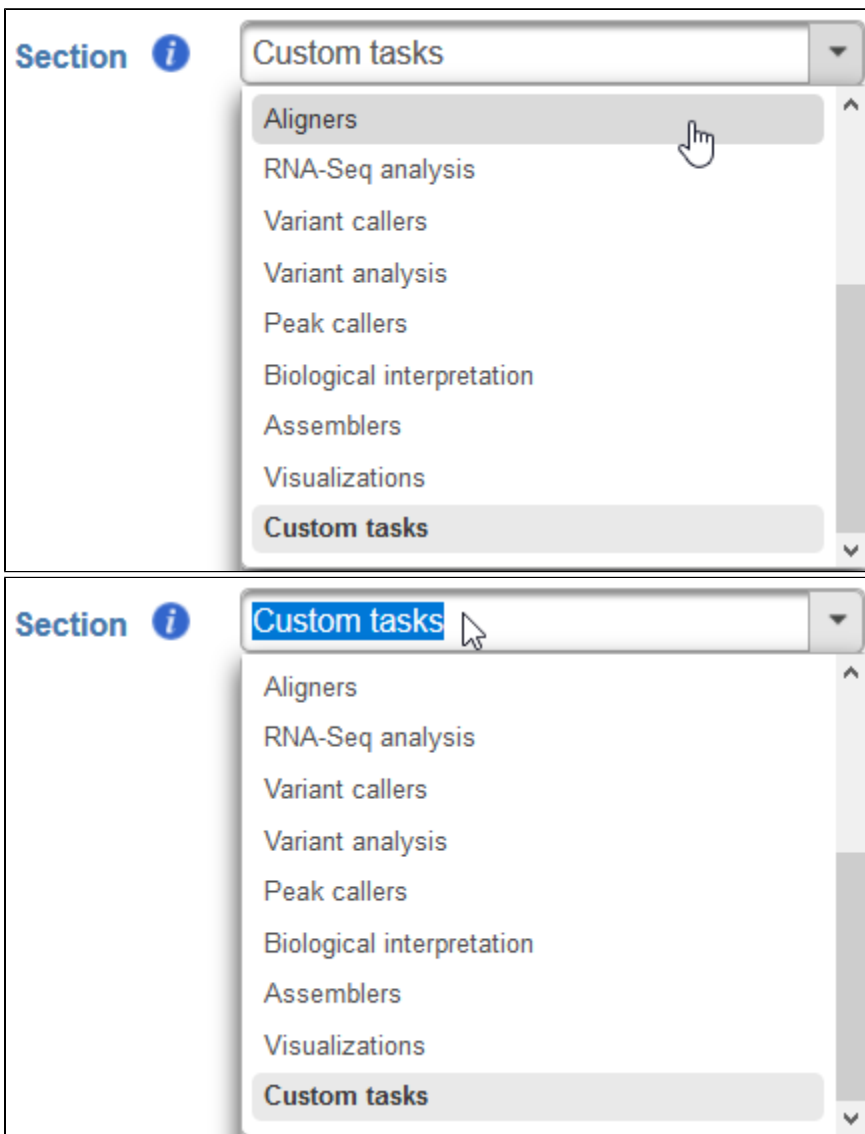 Section i Custom tasks
Aligners
RNA-Seq analysis
Variant callers
Variant analysis
Peak callers
Biological interpretation
Assemblers
Visualizations
Custom tasks
Section i Custom tasks
Aligners
RNA-Seq analysis
Variant callers
Variant analysis
Peak callers
Biological interpretation
Assemblers
Visualizations
Custom tasks